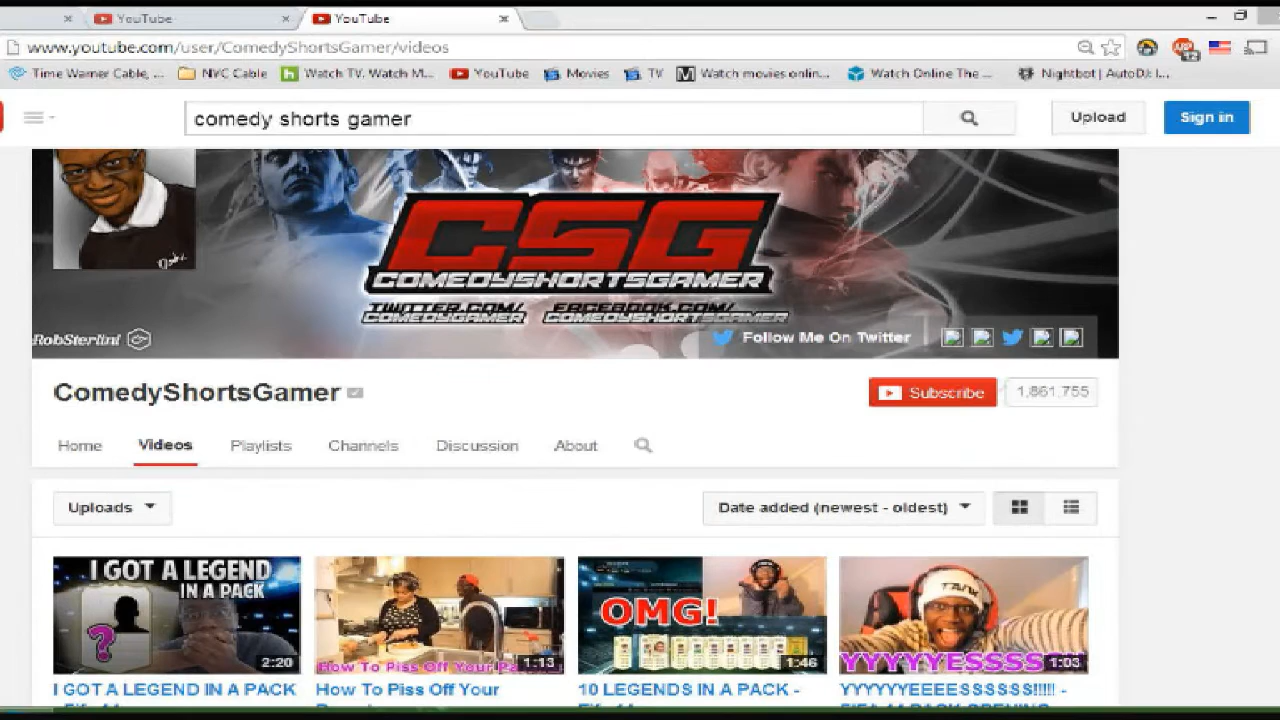 YouTube
YouTube
www.youtube.com/user/ComedyShortsGamer/videos
Time Warner Cable, ...
NYC Cable
Watch TV. Watch M...
YouTube
Movies
TV
Watch movies onlin...
Watch Online The ...
Nightbot | AutoDJ: I...
comedy shorts gamer
Upload
Sign in
CSG
COMEDYSHORTSGAMER
TWITTER.COM/
COMEDYGAMER
FACEBOOK.COM/
COMEDYSHORTSGAMER
RobSterlini
Follow Me On Twitter
ComedyShortsGamer
Subscribe
1,861,755
Home
Videos
Playlists
Channels
Discussion
About
Uploads
Date added (newest - oldest)
I GOT A LEGEND
IN A PACK
?
2:20
How To Piss Off Your
1:13
OMG!
1:46
YYYYYESSSS
1:03
I GOT A LEGEND IN A PACK
How To Piss Off Your
10 LEGENDS IN A PACK -
YYYYYYEEEESSSSSS!!!!! -